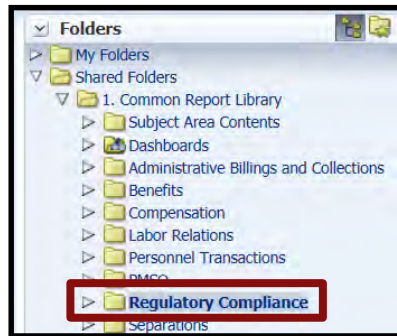 Folders
My Folders
Shared Folders
1. Common Report Library
Subject Area Contents
Dashboards
Administrative Billings and Collections
Benefits
Compensation
Labor Relations
Personnel Transactions
PMSO
Regulatory Compliance
Separations